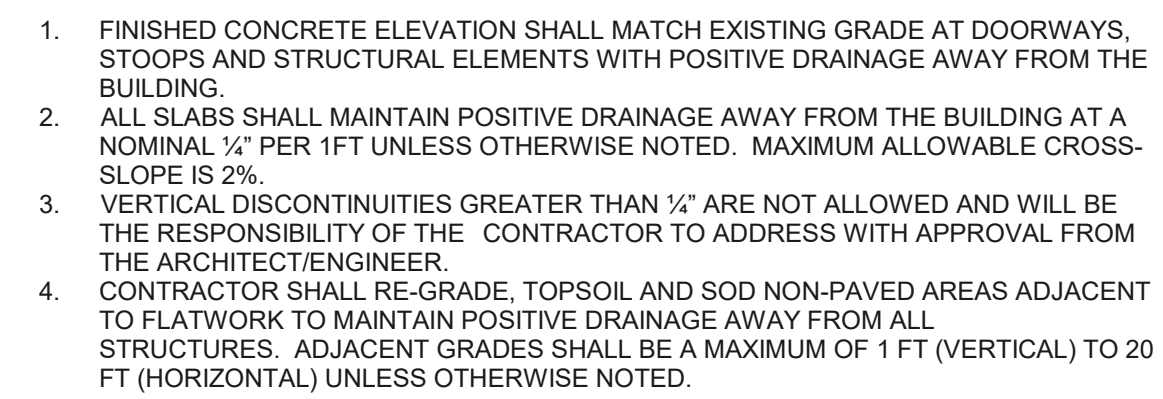 1. FINISHED CONCRETE ELEVATION SHALL MATCH EXISTING GRADE AT DOORWAYS,
STOOPS AND STRUCTURAL ELEMENTS WITH POSITIVE DRAINAGE AWAY FROM THE
BUILDING.
2. ALL SLABS SHALL MAINTAIN POSITIVE DRAINAGE AWAY FROM THE BUILDING AT A
NOMINAL ¼” PER 1FT UNLESS OTHERWISE NOTED. MAXIMUM ALLOWABLE CROSS-
SLOPE IS 2%.
3. VERTICAL DISCONTINUITIES GREATER THAN ¼” ARE NOT ALLOWED AND WILL BE
THE RESPONSIBILITY OF THE CONTRACTOR TO ADDRESS WITH APPROVAL FROM
THE ARCHITECT/ENGINEER.
4. CONTRACTOR SHALL RE-GRADE, TOPSOIL AND SOD NON-PAVED AREAS ADJACENT
TO FLATWORK TO MAINTAIN POSITIVE DRAINAGE AWAY FROM ALL
STRUCTURES. ADJACENT GRADES SHALL BE A MAXIMUM OF 1 FT (VERTICAL) TO 20
FT (HORIZONTAL) UNLESS OTHERWISE NOTED.